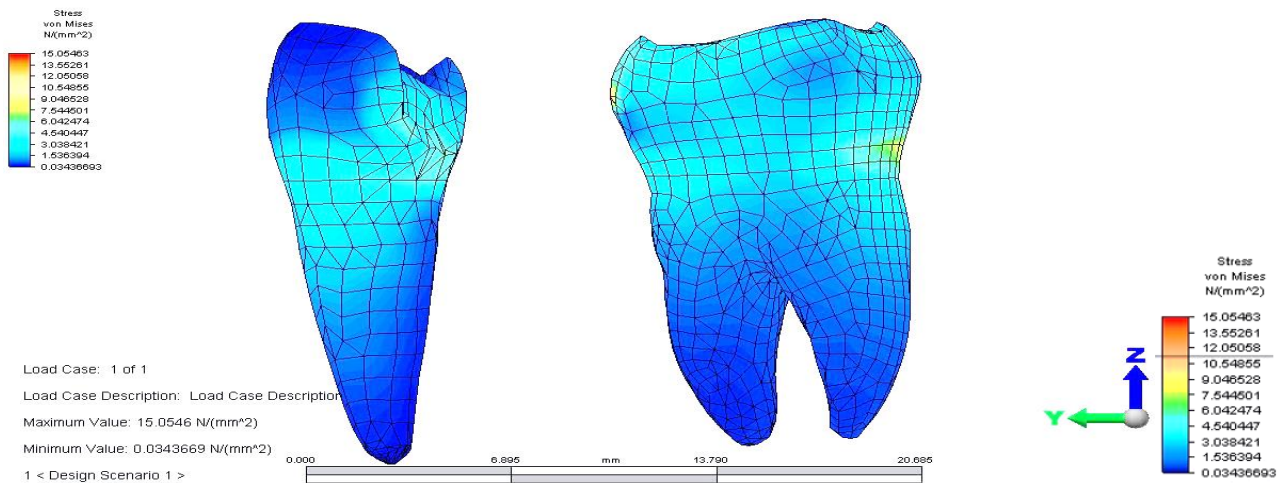 Stress
von Mises
N/(mm^2)
15.05463
13.55261
12.05058
10.54855
9.046528
7.544501
6.042474
4.540447
3.038421
1.536394
0.03436693
Load Case: 1 of 1
Load Case Description: Load Case Description
Maximum Value: 15.0546 N/(mm^2)
Minimum Value: 0.0343669 N/(mm^2)
1 < Design Scenario 1 >
0.000 6.895 mm 13.790 20.685
Z
Y
Stress
von Mises
N/(mm^2)
15.05463
13.55261
12.05058
10.54855
9.046528
7.544501
6.042474
4.540447
3.038421
1.536394
0.03436693